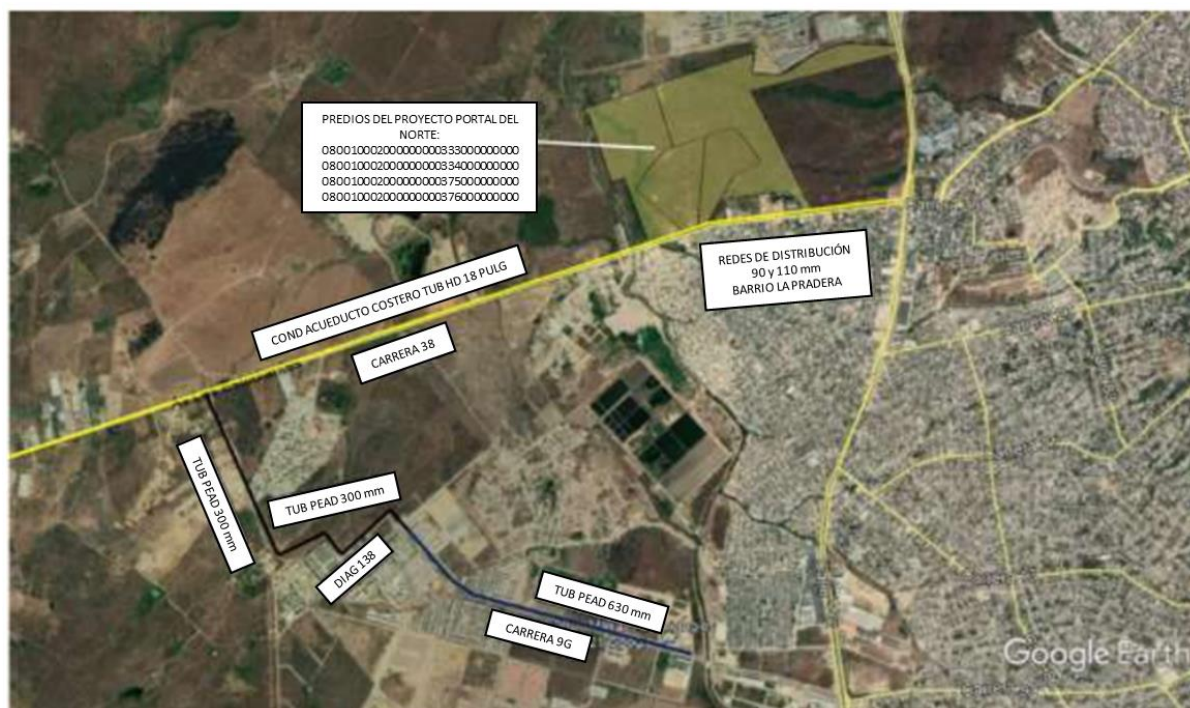 PREDIOS DEL PROYECTO PORTAL DEL
NORTE:
080010002000000000333000000000
080010002000000000334000000000
080010002000000000375000000000
080010002000000000376000000000
REDES DE DISTRIBUCIÓN
90 y 110 mm
BARRIO LA PRADERA
COND ACUEDUCTO COSTERO TUB HD 18 PULG
CARRERA 38
TUB PEAD 300 mm
TUB PEAD 300 mm
DIAG 138
TUB PEAD 630 mm
CARRERA 9G
Google Earth